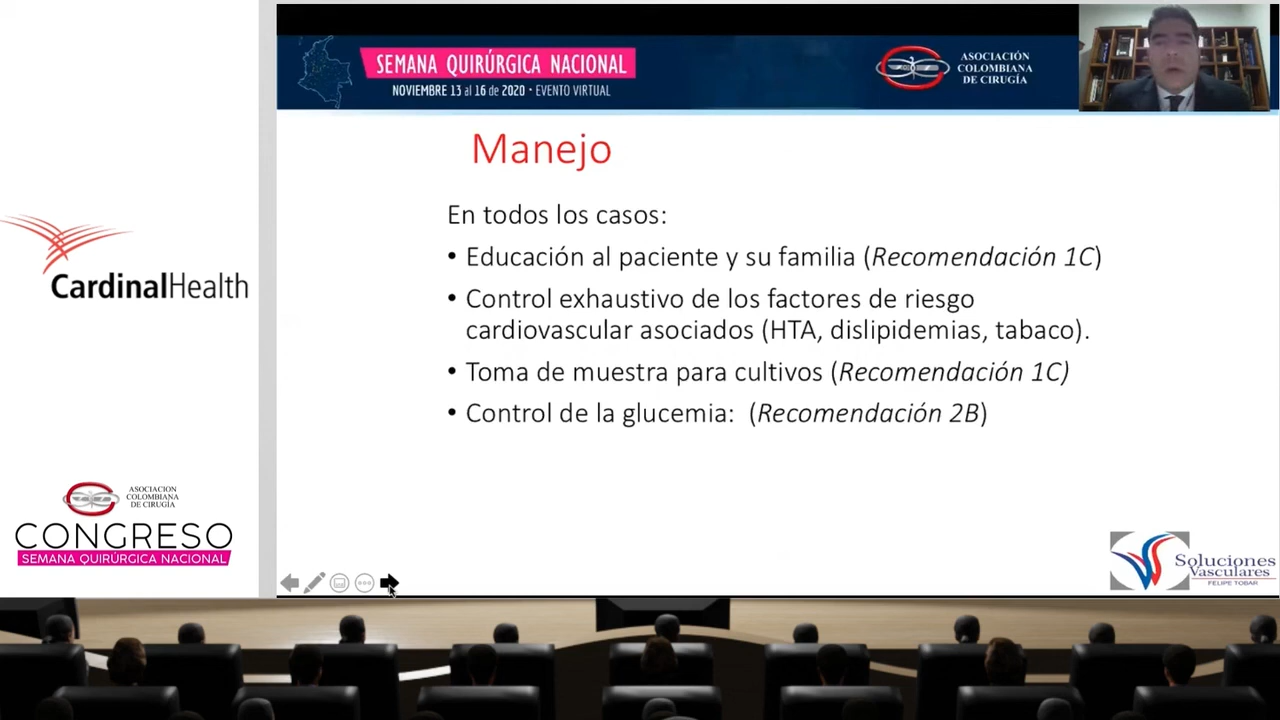 SEMANA QUIRÚRGICA NACIONAL
NOVIEMBRE 13 al 16 de 2020 • EVENTO VIRTUAL
ASOCIACIÓN
COLOMBIANA
DE CIRUGÍA
Manejo
En todos los casos:
• Educación al paciente y su familia (Recomendación 1C)
• Control exhaustivo de los factores de riesgo
cardiovascular asociados (HTA, dislipidemias, tabaco).
• Toma de muestra para cultivos (Recomendación 1C)
• Control de la glucemia: (Recomendación 2B)
CardinalHealth
ASOCIACION
COLOMBIANA
DE CIRUGÍA
CONGRESO
SEMANA QUIRÚRGICA NACIONAL
Soluciones
Vasculares
FELIPE TOBAR